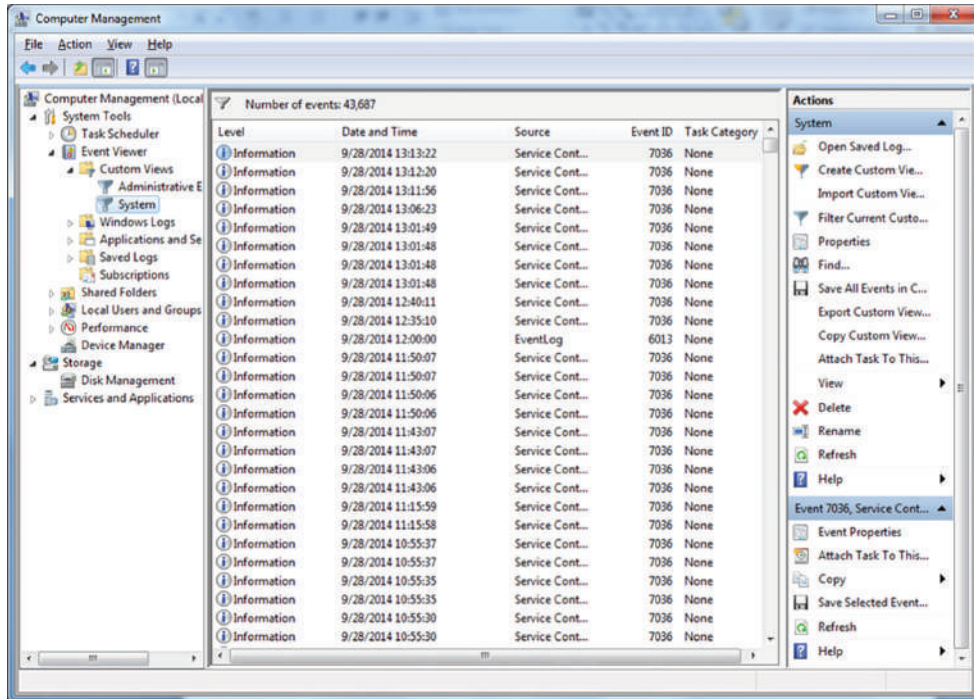 Computer Management
File Action View Help
Computer Management (Local
System Tools
Task Scheduler
Event Viewer
Custom Views
Administrative E
System
Windows Logs
Applications and Se
Saved Logs
Subscriptions
Shared Folders
Local Users and Groups
Performance
Device Manager
Storage
Disk Management
Services and Applications
Number of events: 43,687
Level Date and Time Source Event ID Task Category
Information 9/28/2014 13:13:22 Service Cont... 7036 None
Information 9/28/2014 13:12:20 Service Cont... 7036 None
Information 9/28/2014 13:11:56 Service Cont... 7036 None
Information 9/28/2014 13:06:23 Service Cont... 7036 None
Information 9/28/2014 13:01:49 Service Cont... 7036 None
Information 9/28/2014 13:01:48 Service Cont... 7036 None
Information 9/28/2014 13:01:48 Service Cont... 7036 None
Information 9/28/2014 13:01:48 Service Cont... 7036 None
Information 9/28/2014 12:40:11 Service Cont... 7036 None
Information 9/28/2014 12:35:10 Service Cont... 7036 None
Information 9/28/2014 12:00:00 EventLog 6013 None
Information 9/28/2014 11:50:07 Service Cont... 7036 None
Information 9/28/2014 11:50:07 Service Cont... 7036 None
Information 9/28/2014 11:50:06 Service Cont... 7036 None
Information 9/28/2014 11:50:06 Service Cont... 7036 None
Information 9/28/2014 11:43:07 Service Cont... 7036 None
Information 9/28/2014 11:43:07 Service Cont... 7036 None
Information 9/28/2014 11:43:06 Service Cont... 7036 None
Information 9/28/2014 11:43:06 Service Cont... 7036 None
Information 9/28/2014 11:15:59 Service Cont... 7036 None
Information 9/28/2014 11:15:58 Service Cont... 7036 None
Information 9/28/2014 10:55:37 Service Cont... 7036 None
Information 9/28/2014 10:55:37 Service Cont... 7036 None
Information 9/28/2014 10:55:35 Service Cont... 7036 None
Information 9/28/2014 10:55:35 Service Cont... 7036 None
Information 9/28/2014 10:55:30 Service Cont... 7036 None
Information 9/28/2014 10:55:30 Service Cont... 7036 None
Actions
System
Open Saved Log...
Create Custom Vie...
Import Custom Vie...
Filter Current Custo...
Properties
Find...
Save All Events in C...
Export Custom View...
Copy Custom View...
Attach Task To This...
View
Delete
Rename
Refresh
Help
Event 7036, Service Cont...
Event Properties
Attach Task To This...
Copy
Save Selected Event...
Refresh
Help